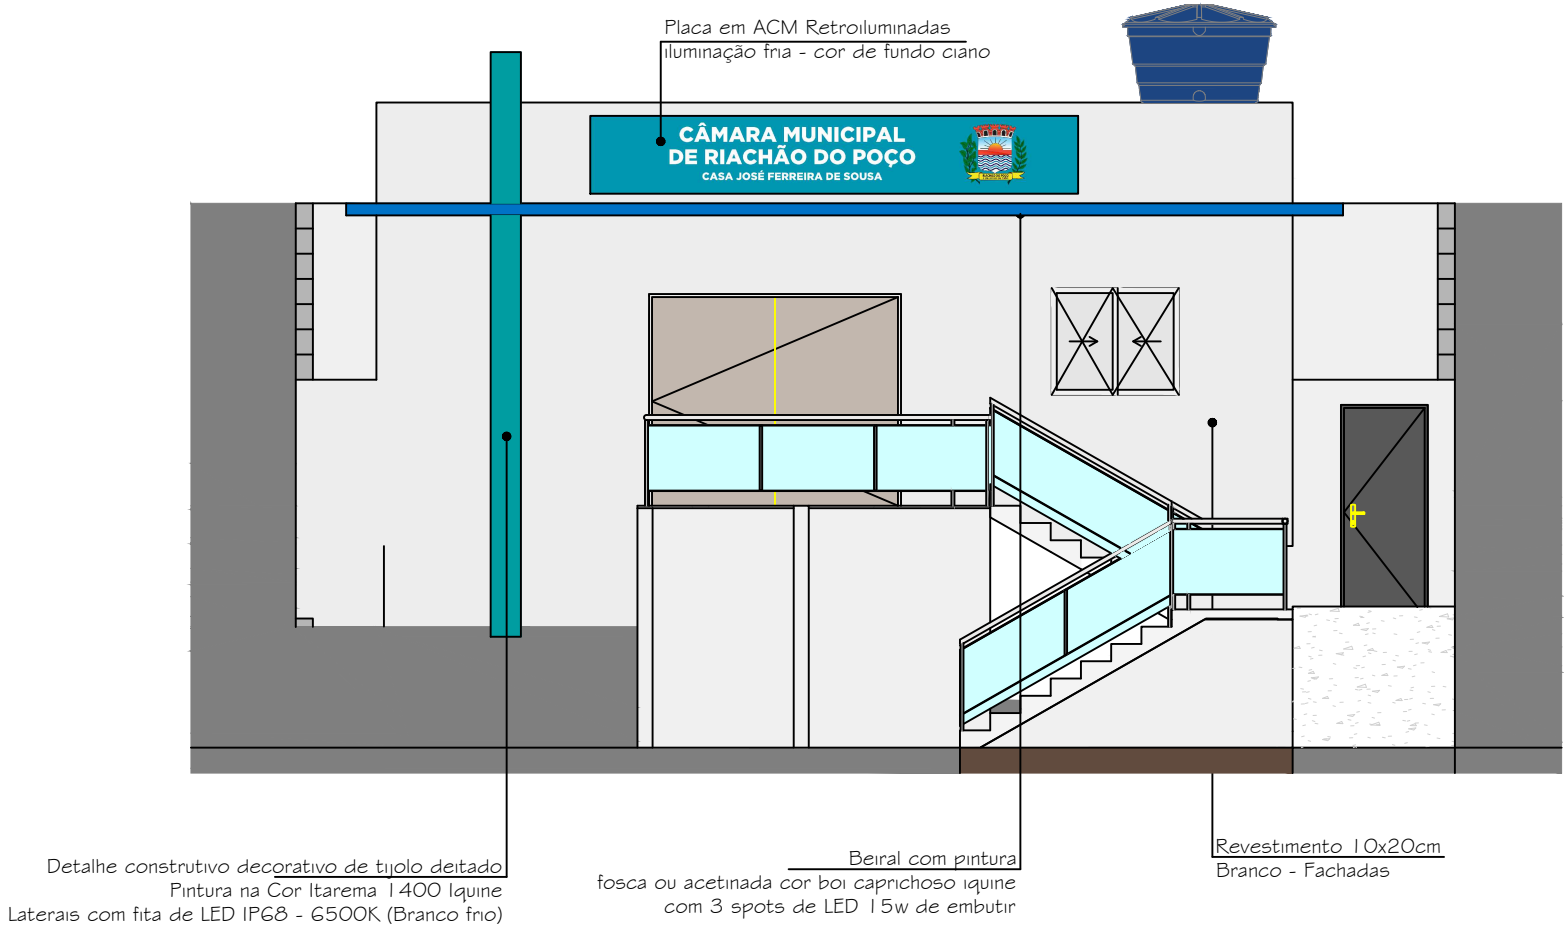 Placa em ACM Retroiluminadas
iluminação fria - cor de fundo ciano
CÂMARA MUNICIPAL
DE RIACHÃO DO POÇO
CASA JOSÉ FERREIRA DE SOUSA
Detalhe construtivo decorativo de tijolo deitado
Pintura na Cor Itarema 1400 Iquine
Laterais com fita de LED IP68 - 6500K (Branco frio)
Beiral com pintura
fosca ou acetinada cor boi caprichoso iquine
com 3 spots de LED 15w de embutir
Revestimento 10x20cm
Branco - Fachadas